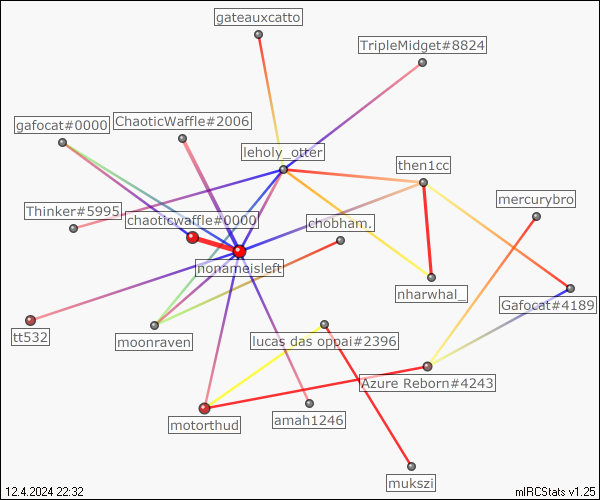 gateauxcatto
TripleMidget#8824
ChaoticWaffle#2006
gafocat#0000
leholy_otter
then1cc
mercurybro
Thinker#5995
chaoticwaffle#0000
chobham.
nonameisleft
nharwhal_
Gafocat#4189
tt532
moonraven
lucas das oppai#2396
Azure Reborn#4243
motorthud
amah1246
mukszi
12.4.2024 22:32
mIRCStats v1.25